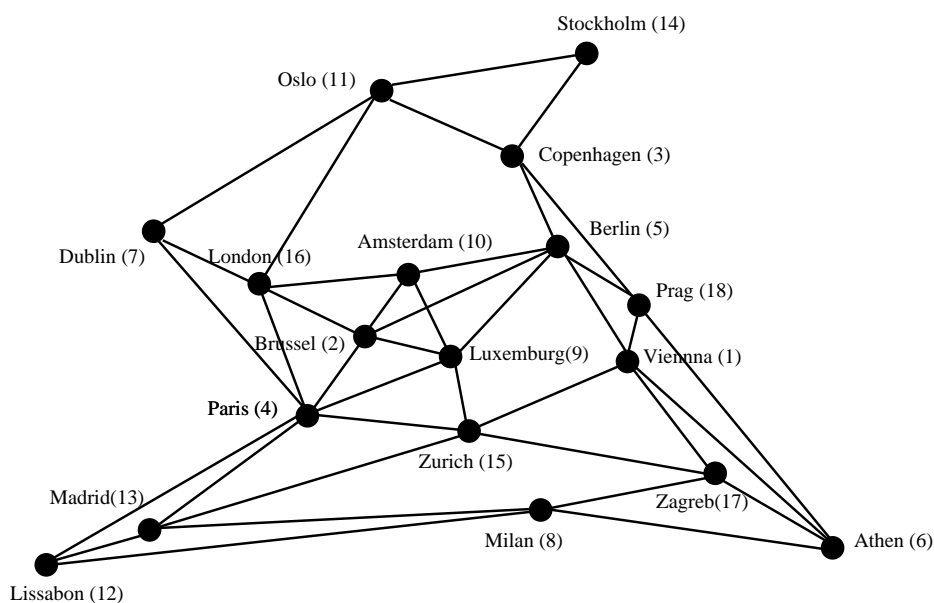 Stockholm (14)
Oslo (11)
Copenhagen (3)
Berlin (5)
Amsterdam (10)
Dublin (7)
London (16)
Prag (18)
Brussel (2)
Luxemburg(9)
Viennna (1)
Paris (4)
Zurich (15)
Madrid(13)
Zagreb(17)
Milan (8)
Athen (6)
Lissabon (12)